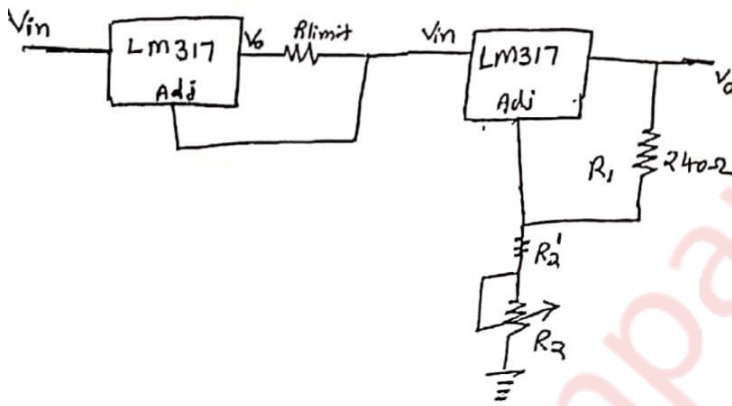 Vin
LM317
Adj
Vo
Rlimit
Vin
LM317
Adj
Vo
R1
240Ω
R2'
R2